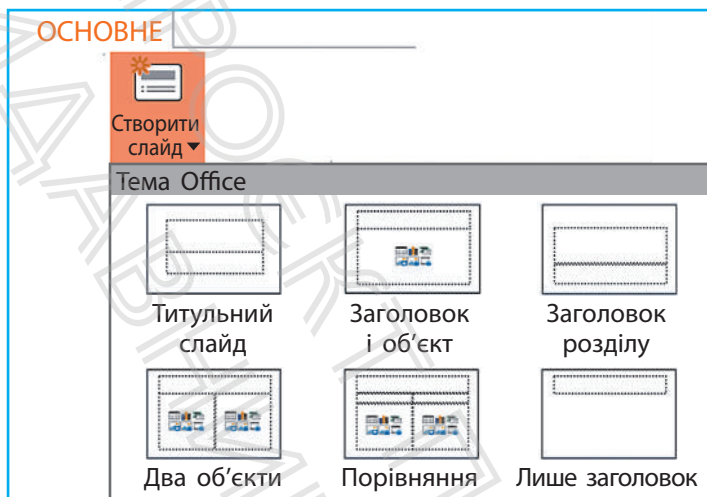 ОСНОВНЕ
Створити
слайд
Тема Office
Титульний
слайд
Заголовок
і об’єкт
Заголовок
розділу
Два об’єкти
Порівняння
Лише заголовок